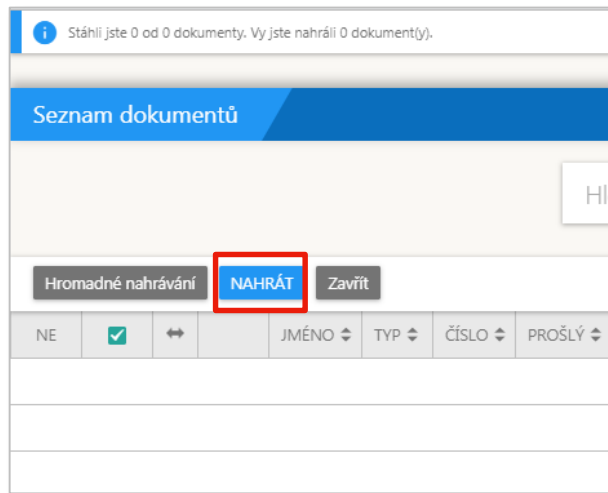 Stáhli jste 0 od 0 dokumenty. Vy jste nahráli 0 dokument(y).
Seznam dokumentů
Hl
Hromadné nahrávání NAHRÁT Zavřít
NE JMÉNO TYP ČÍSLO PROŠLÝ